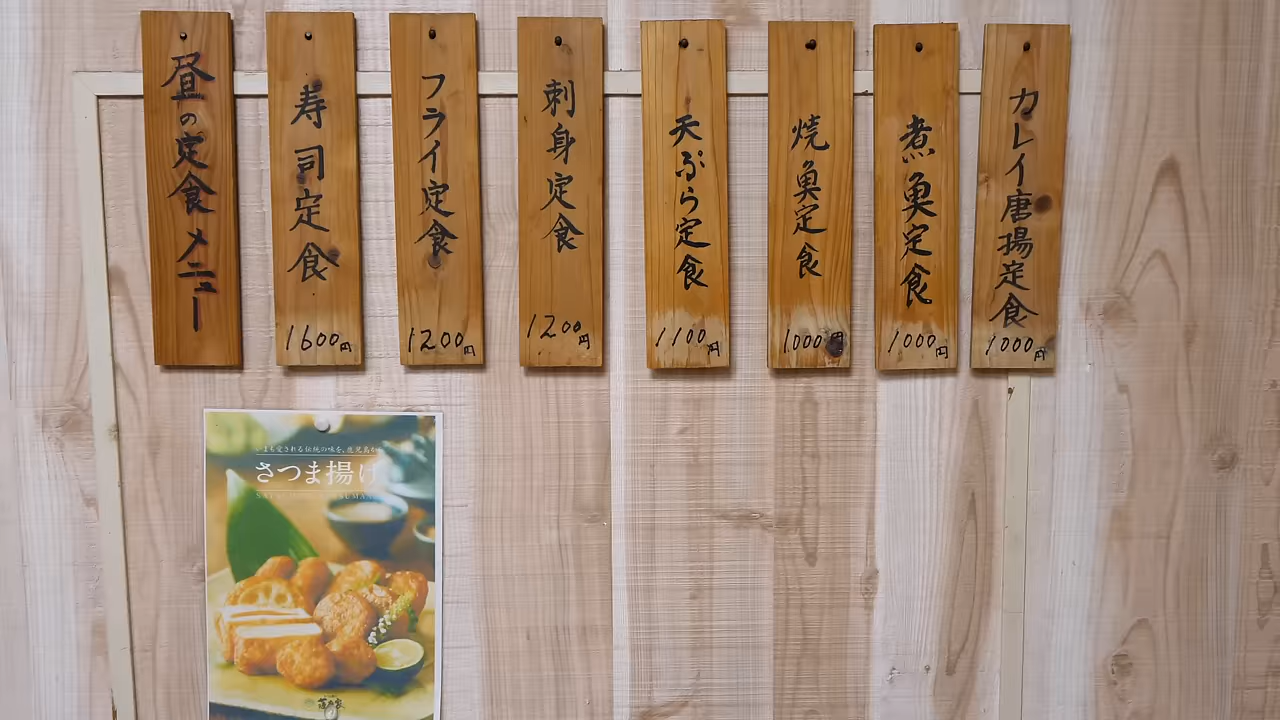 昼の定食メニュー
寿司定食
1600円
フライ定食
1200円
刺身定食
1200円
天ぷら定食
1100円
焼魚定食
1000円
煮魚定食
1000円
カレイ唐揚定食
1000円
さつま揚げ